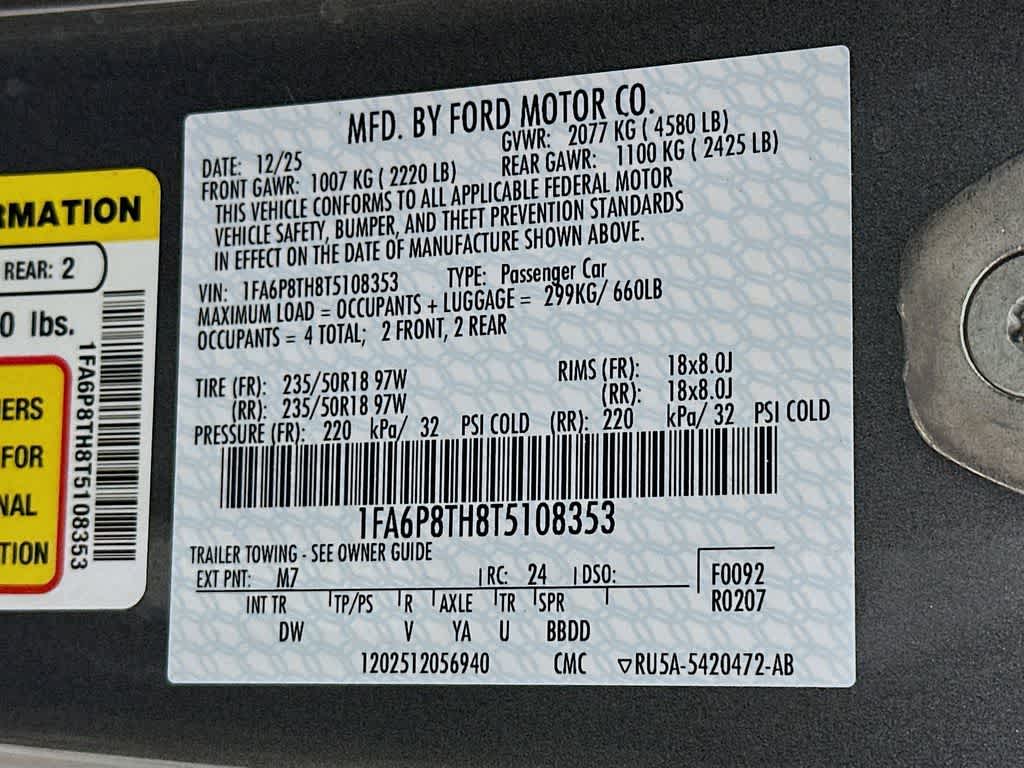 MFD. BY FORD MOTOR CO.
DATE: 12/25 GVWR: 2077 KG ( 4580 LB)
FRONT GAWR: 1007 KG ( 2220 LB) REAR GAWR: 1100 KG ( 2425 LB)
THIS VEHICLE CONFORMS TO ALL APPLICABLE FEDERAL MOTOR
VEHICLE SAFETY, BUMPER, AND THEFT PREVENTION STANDARDS
IN EFFECT ON THE DATE OF MANUFACTURE SHOWN ABOVE.
VIN: 1FA6P8TH8T5108353 TYPE: Passenger Car
MAXIMUM LOAD = OCCUPANTS + LUGGAGE = 299KG/ 660LB
OCCUPANTS = 4 TOTAL; 2 FRONT, 2 REAR
TIRE (FR): 235/50R18 97W RIMS (FR): 18x8.0J
(RR): 235/50R18 97W (RR): 18x8.0J
PRESSURE (FR): 220 kPa/ 32 PSI COLD (RR): 220 kPa/ 32 PSI COLD
1FA6P8TH8T5108353
TRAILER TOWING - SEE OWNER GUIDE
EXT PNT: M7 RC: 24 DSO: F0092
INT TR TP/PS R AXLE TR SPR R0207
DW V YA U BBDD
1202512056940 CMC ▽RU5A-5420472-AB
RMATION
REAR: 2
0 lbs.
ERS
FOR
NAL
TION
1FA6P8TH8T5108353